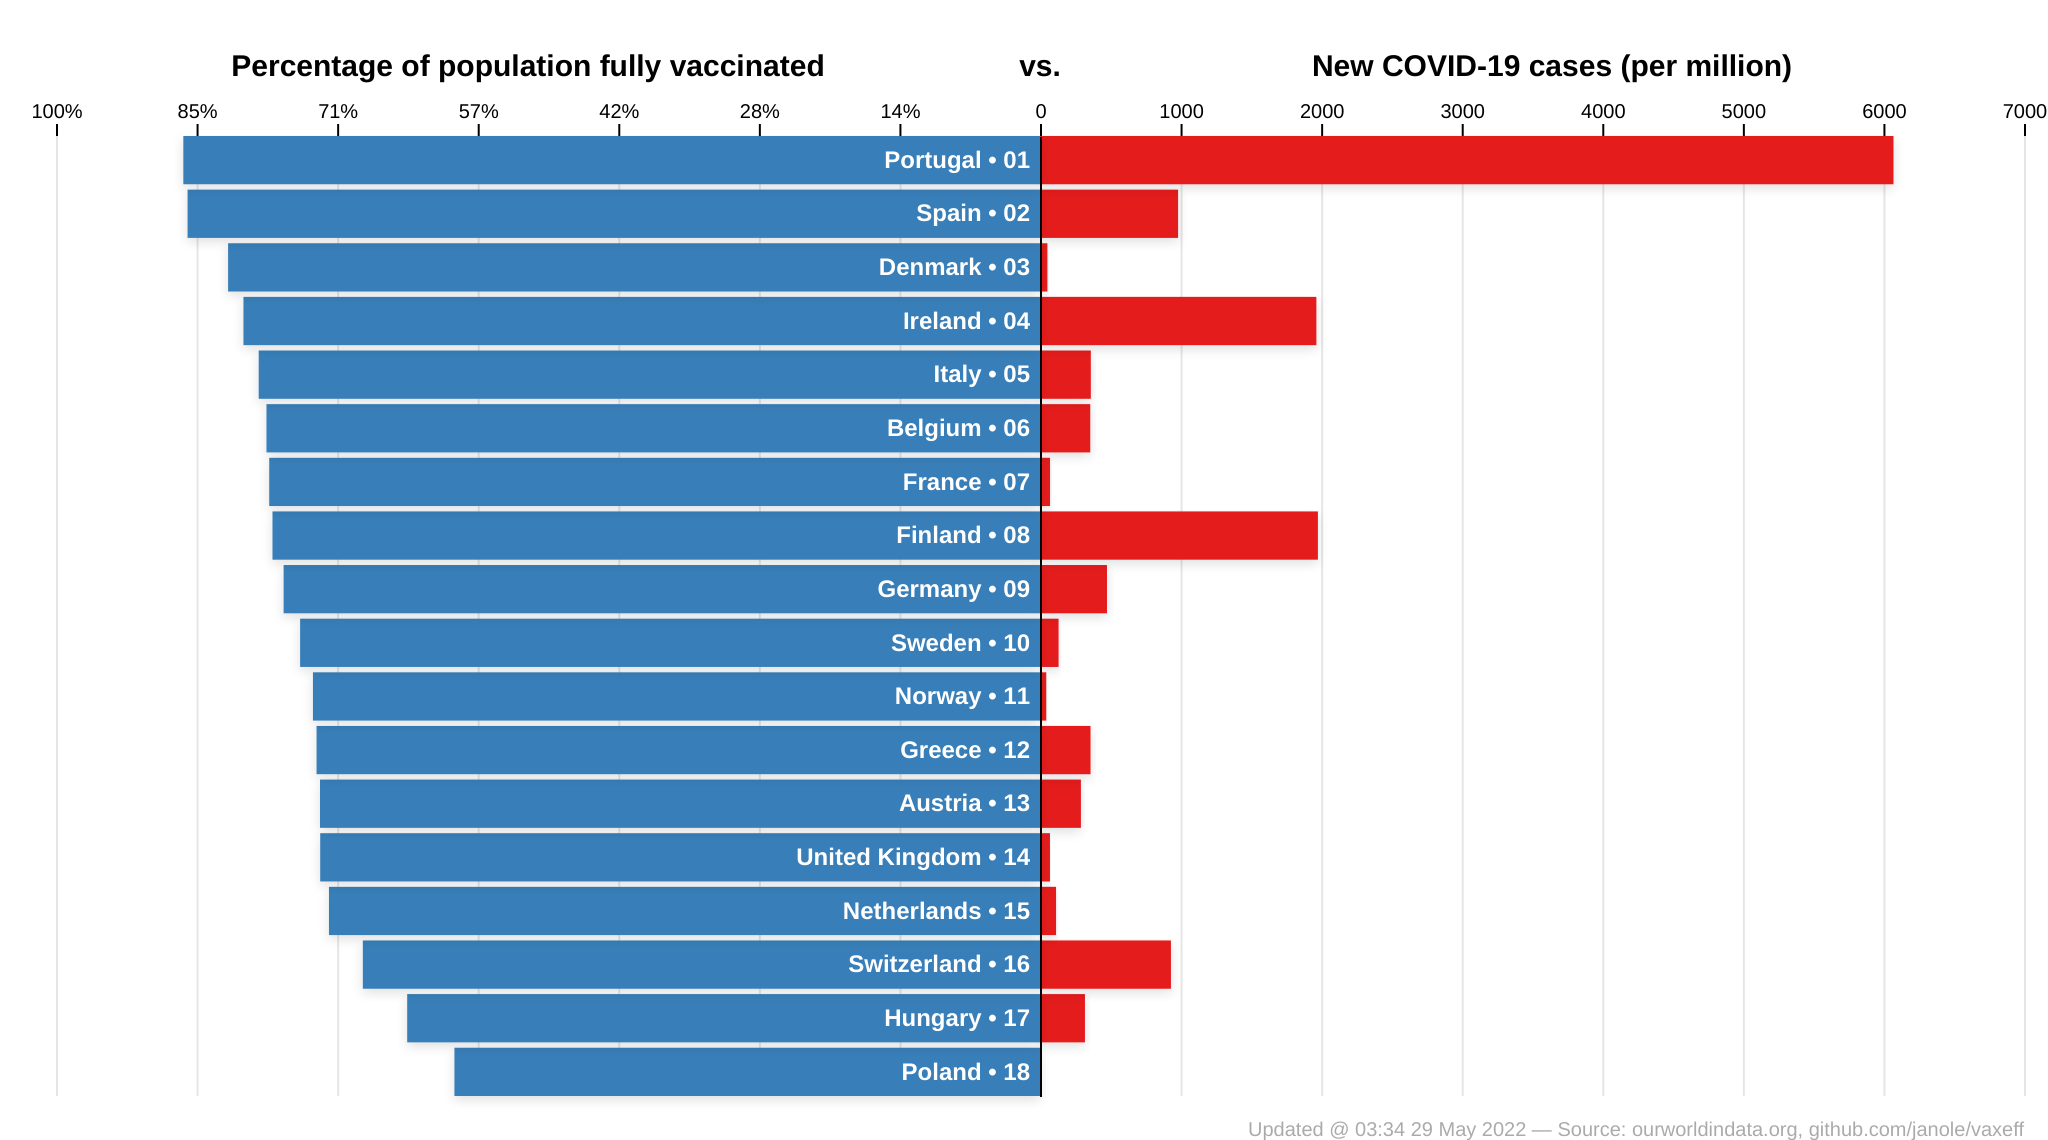 Percentage of population fully vaccinated vs. New COVID-19 cases (per million)
100% 85% 71% 57% 42% 28% 14% 0 1000 2000 3000 4000 5000 6000 7000
Portugal • 01
Spain • 02
Denmark • 03
Ireland • 04
Italy • 05
Belgium • 06
France • 07
Finland • 08
Germany • 09
Sweden • 10
Norway • 11
Greece • 12
Austria • 13
United Kingdom • 14
Netherlands • 15
Switzerland • 16
Hungary • 17
Poland • 18
Updated @ 03:34 29 May 2022 — Source: ourworldindata.org, github.com/janole/vaxeff